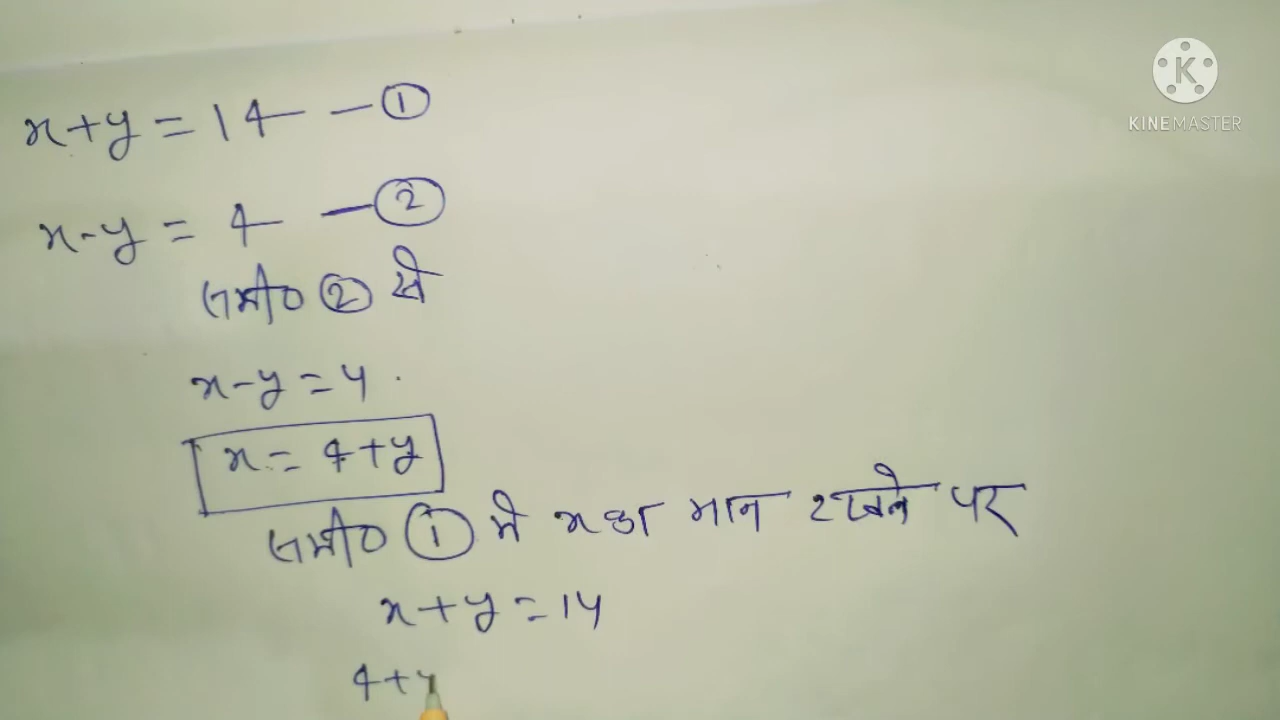 x+y = 14 — ①
x-y = 4 — ②
समी० ② से
x-y = 4
x = 4+y
समी० ① मे x का मान रखने पर
x+y = 14
4+y
KINEMASTER